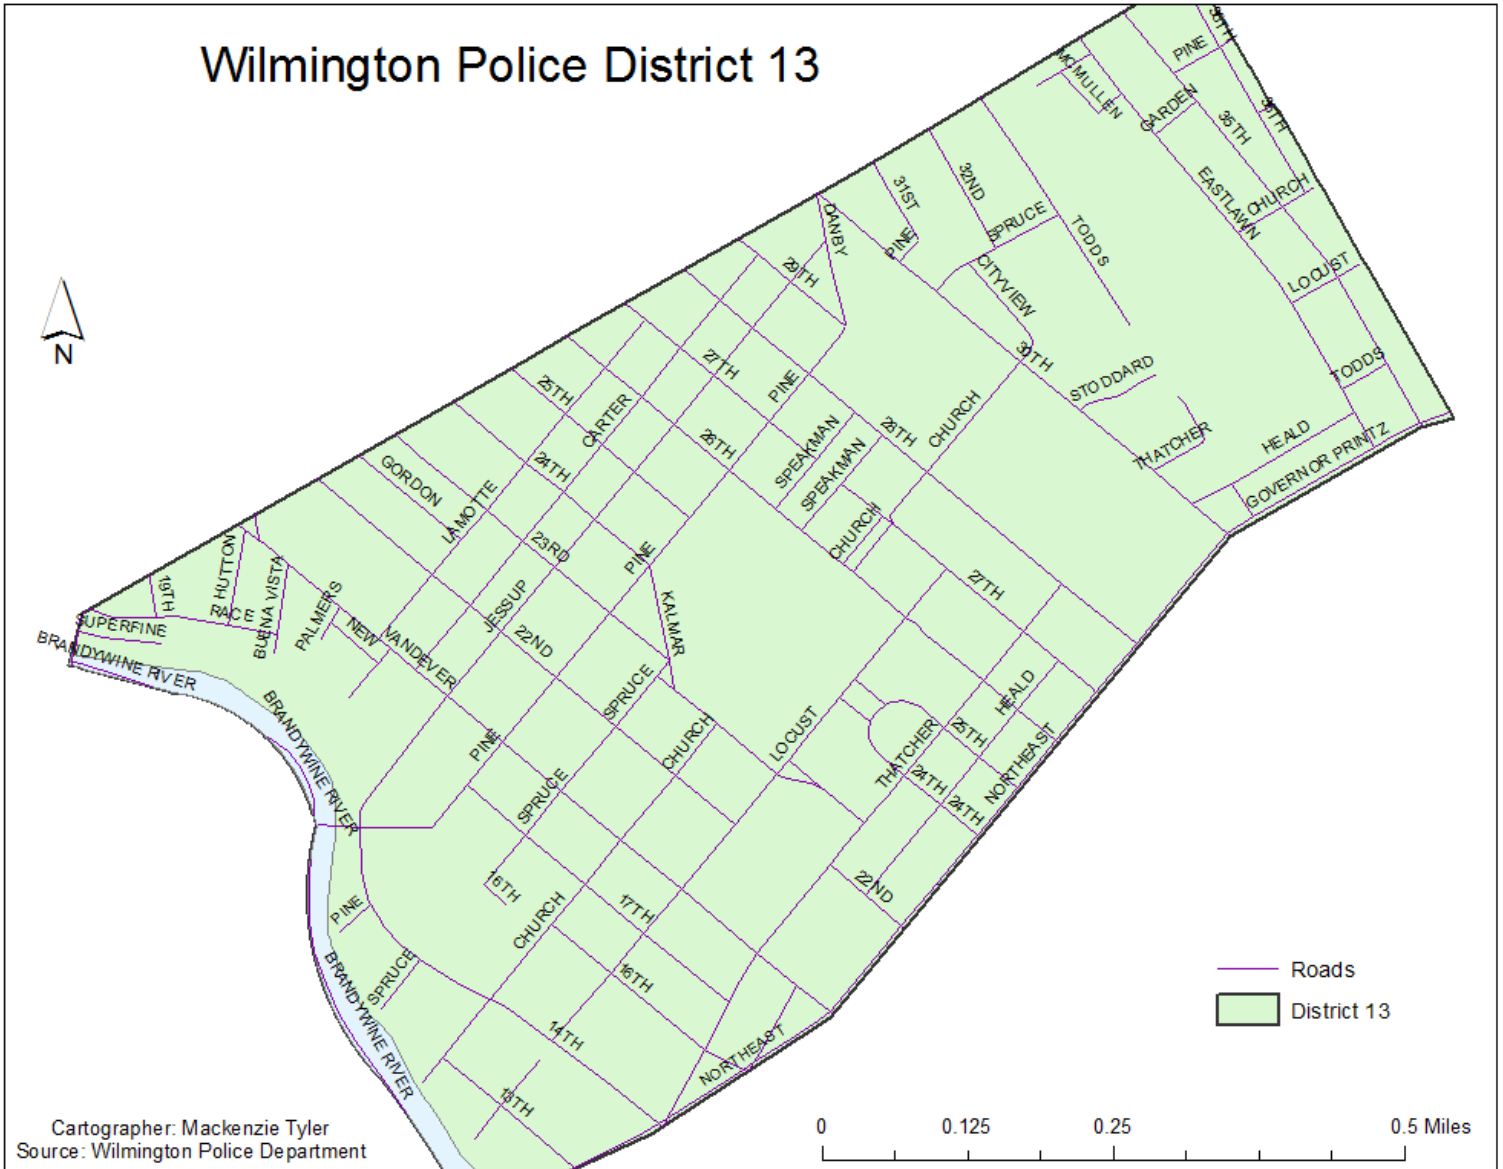 Wilmington Police District 13
36TH
PINE
MCMULLEN
GARDEN
35TH
36TH
EASTLAWN
CHURCH
31ST
32ND
SPRUCE
TODDS
DANBY
PINE
29TH
CITYVIEW
LOCUST
N
30TH
27TH
PINE
25TH
STODDARD
TODDS
CARTER
26TH
SPEAKMAN
28TH
CHURCH
SPEAKMAN
THATCHER
HEALD
GOVERNOR PRINTZ
GORDON
24TH
LAMOTTE
CHURCH
23RD
PINE
HUTTON
BUENA VISTA
19TH
RACE
PALMERS
JESSUP
27TH
SUPERFINE
NEW
VANDEVER
22ND
KALMAR
BRANDYWINE RIVER
SPRUCE
HEALD
BRANDYWINE RIVER
PINE
CHURCH
LOCUST
25TH
THATCHER
NORTHEAST
24TH
24TH
SPRUCE
22ND
16TH
PINE
CHURCH
17TH
SPRUCE
16TH
BRANDYWINE RIVER
14TH
NORTHEAST
13TH
Roads
District 13
Cartographer: Mackenzie Tyler
Source: Wilmington Police Department
0 0.125 0.25 0.5 Miles